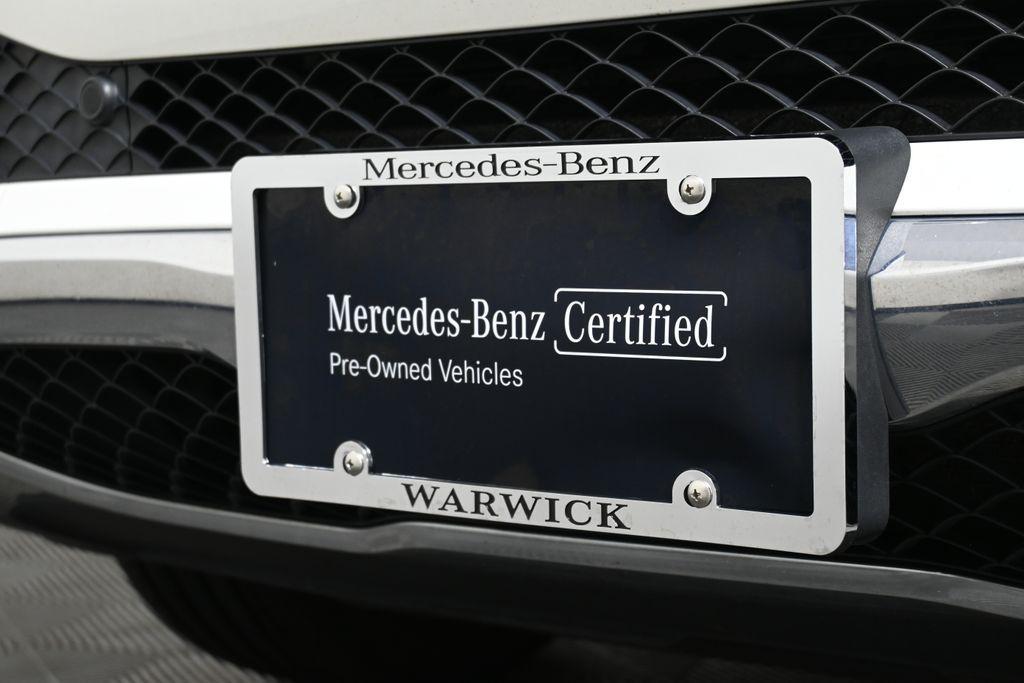 Mercedes-Benz
Mercedes-Benz Certified
Pre-Owned Vehicles
WARWICK